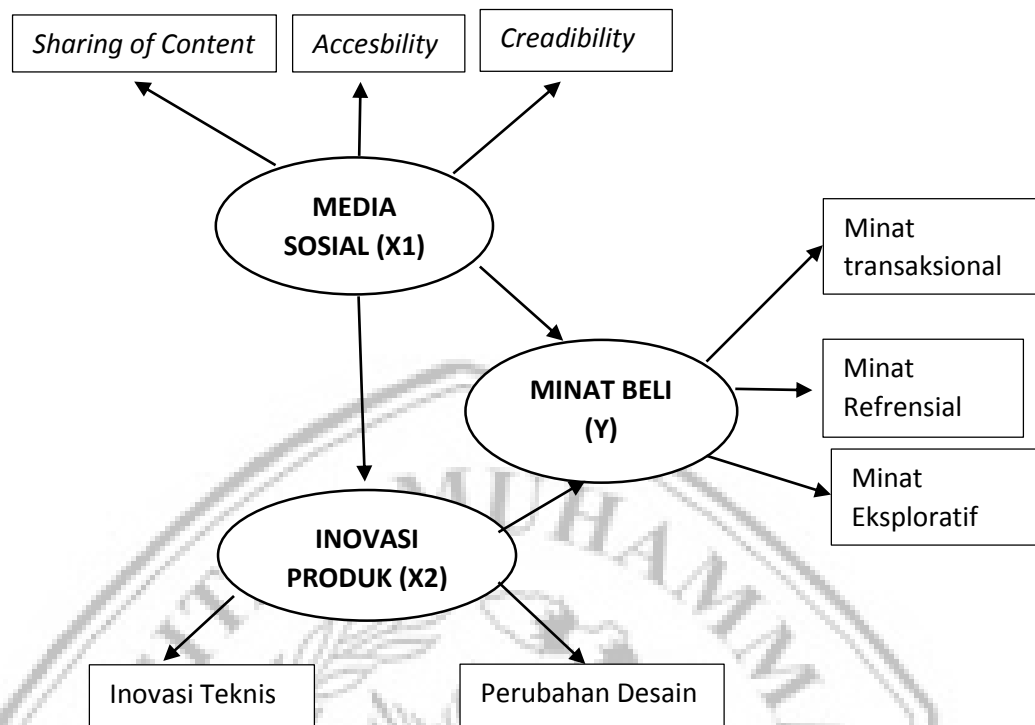 Sharing of Content
Accesbility
Creadibility
MEDIA
SOSIAL (X1)
Minat
transaksional
MINAT BELI
(Y)
Minat
Refrensial
Minat
Eksploratif
INOVASI
PRODUK (X2)
Inovasi Teknis
Perubahan Desain
MUHAMM